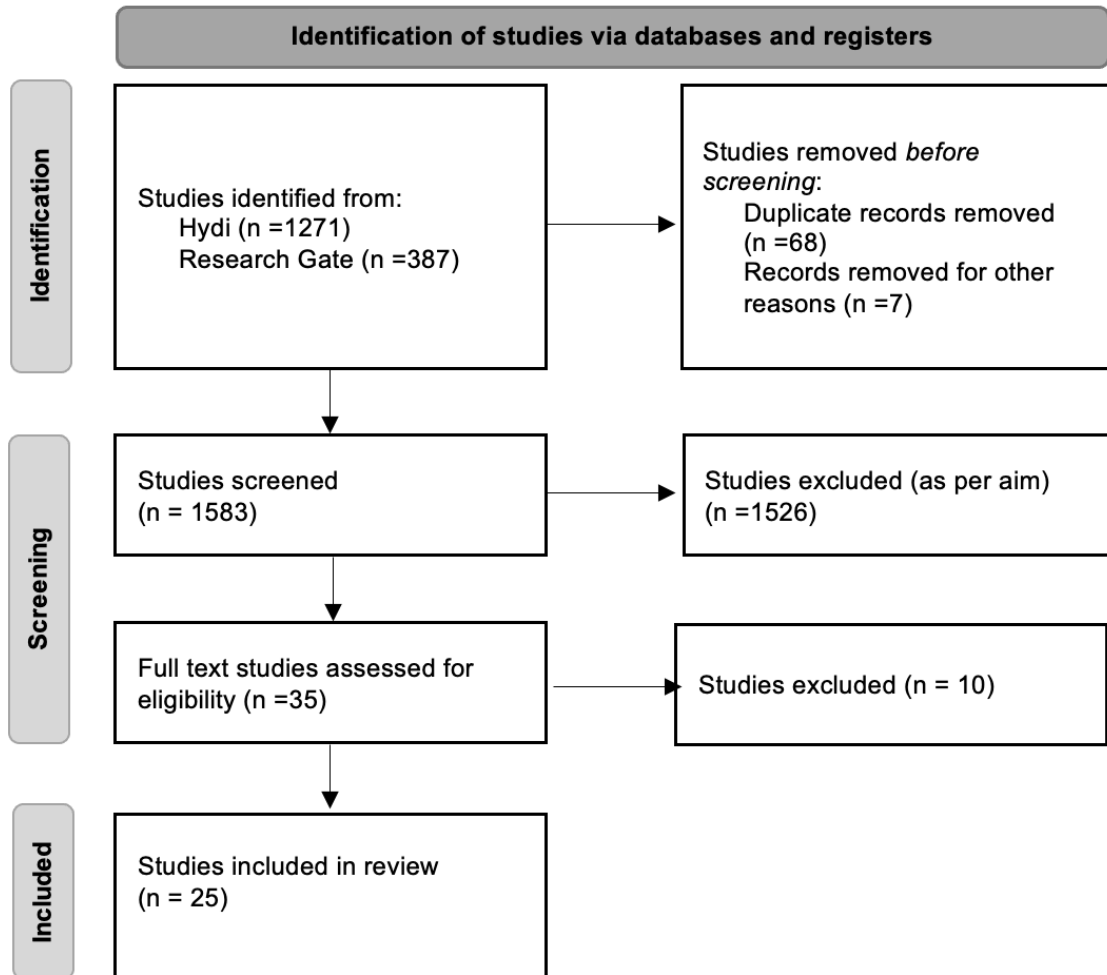 Identification of studies via databases and registers
Identification
Studies identified from:
Hydi (n =1271)
Research Gate (n =387)
Studies removed before
screening:
Duplicate records removed
(n =68)
Records removed for other
reasons (n =7)
Screening
Studies screened
(n = 1583)
Studies excluded (as per aim)
(n =1526)
Full text studies assessed for
eligibility (n =35)
Studies excluded (n = 10)
Included
Studies included in review
(n = 25)